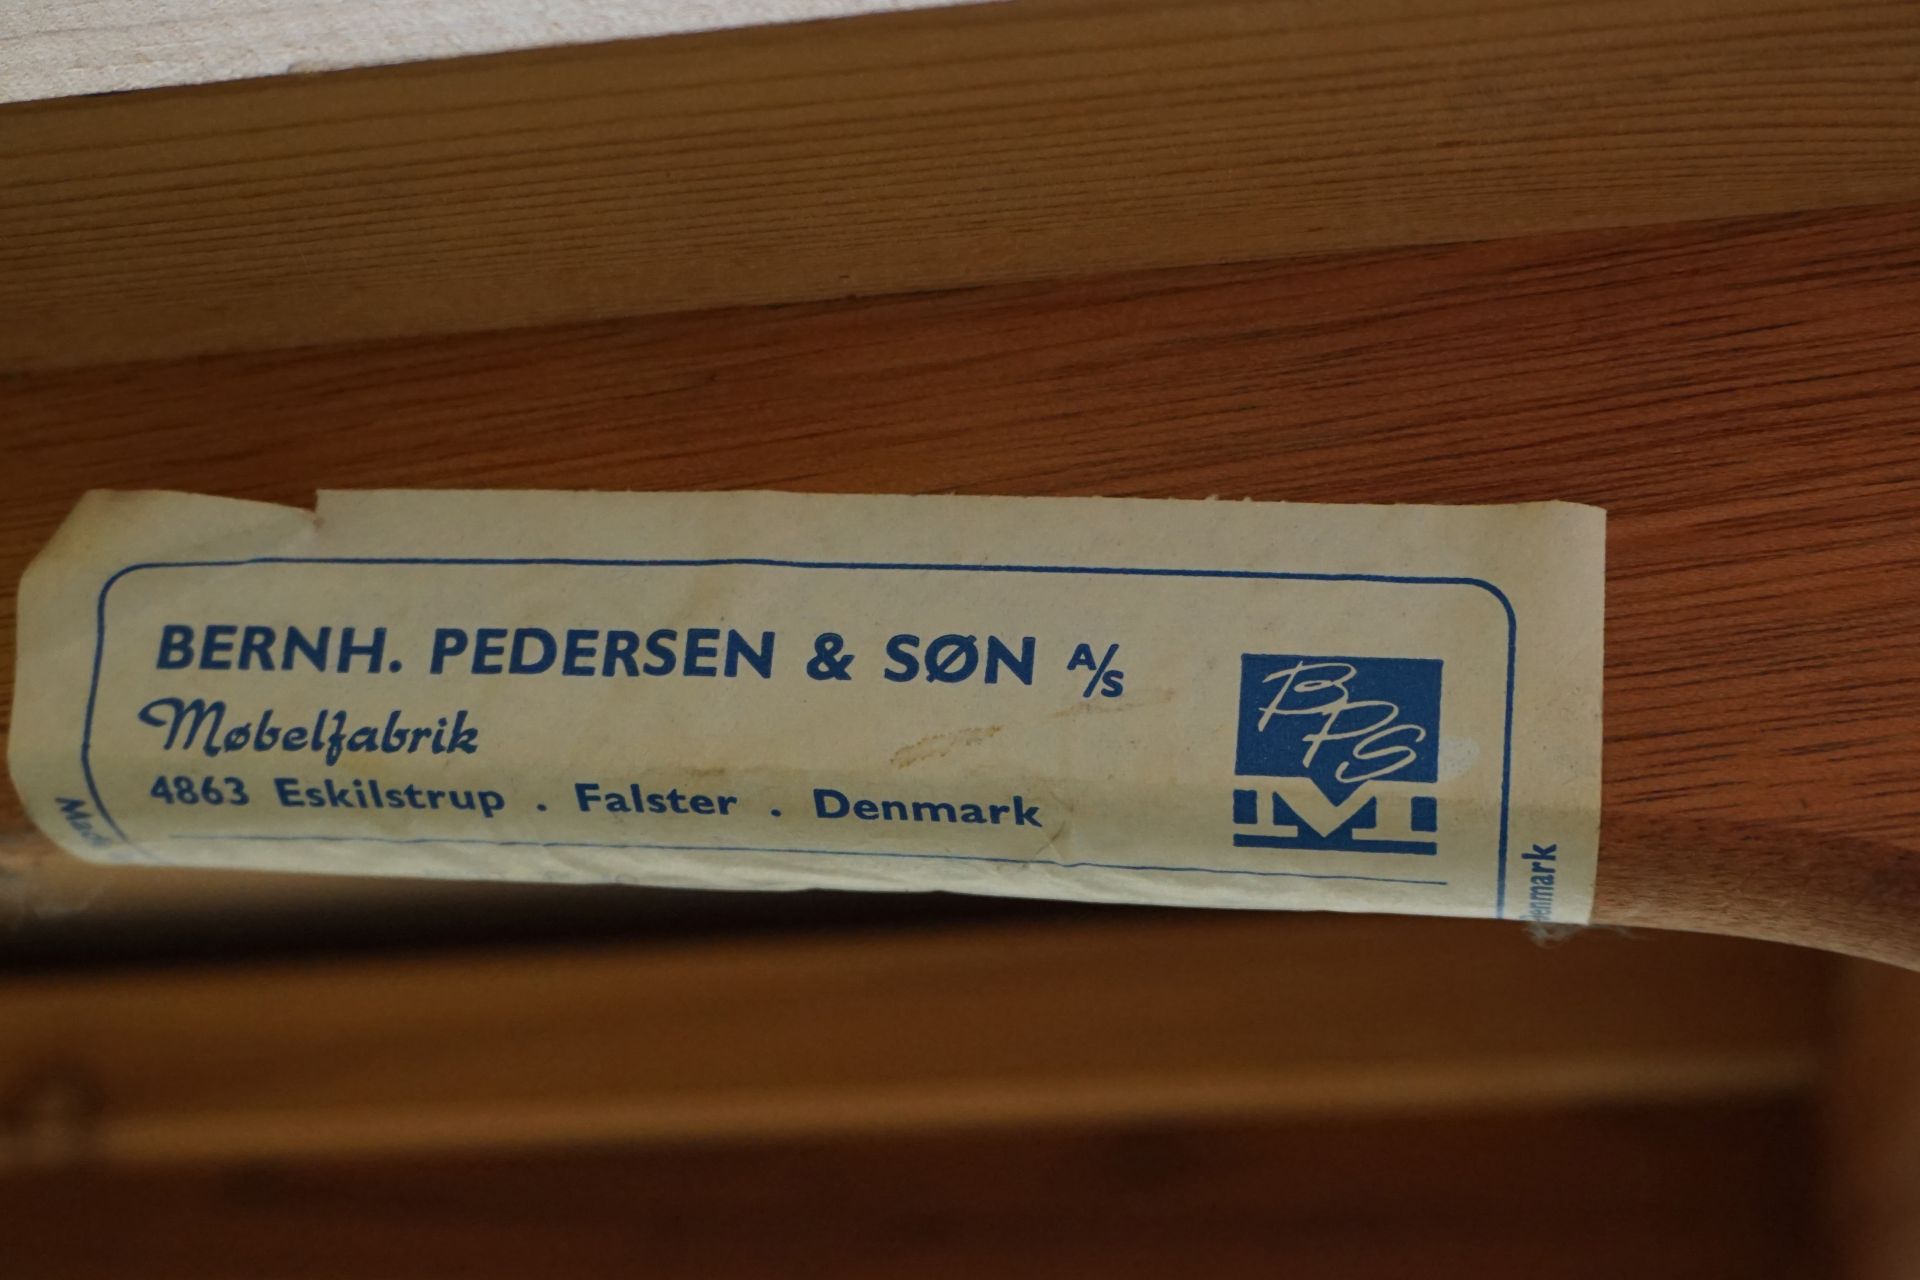 BERNH. PEDERSEN & SØN A/S
Møbelfabrik
4863 Eskilstrup . Falster . Denmark
BPS
M
Denmark